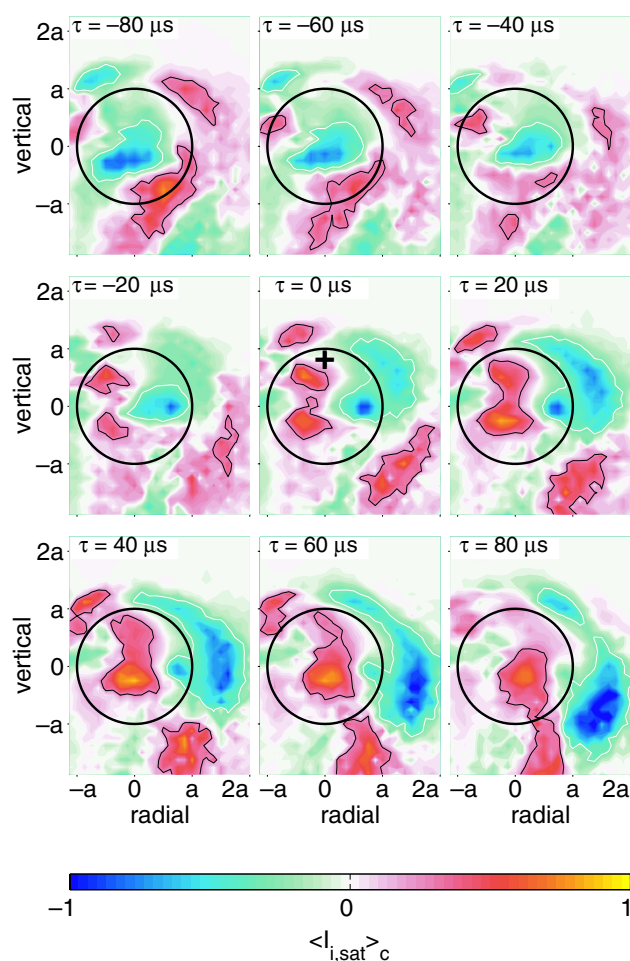 τ = −80 μs
τ = −60 μs
τ = −40 μs
2a
a
0
−a
vertical
τ = −20 μs
τ = 0 μs
τ = 20 μs
2a
a
0
−a
vertical
τ = 40 μs
τ = 60 μs
τ = 80 μs
2a
a
0
−a
vertical
−a 0 a 2a
−a 0 a 2a
−a 0 a 2a
radial
radial
radial
−1 0 1
<I_{i,sat}>_c